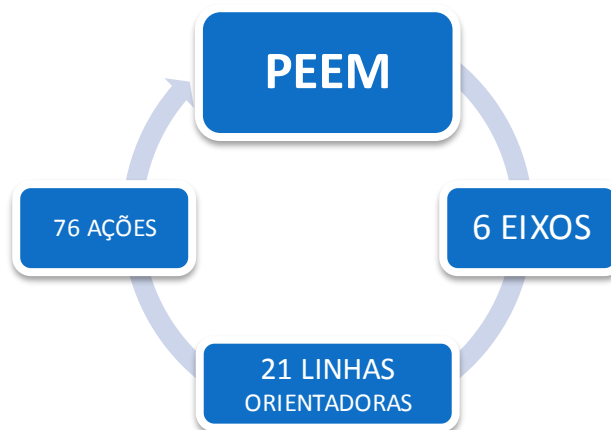 PEEM
6 EIXOS
21 LINHAS
ORIENTADORAS
76 AÇÕES